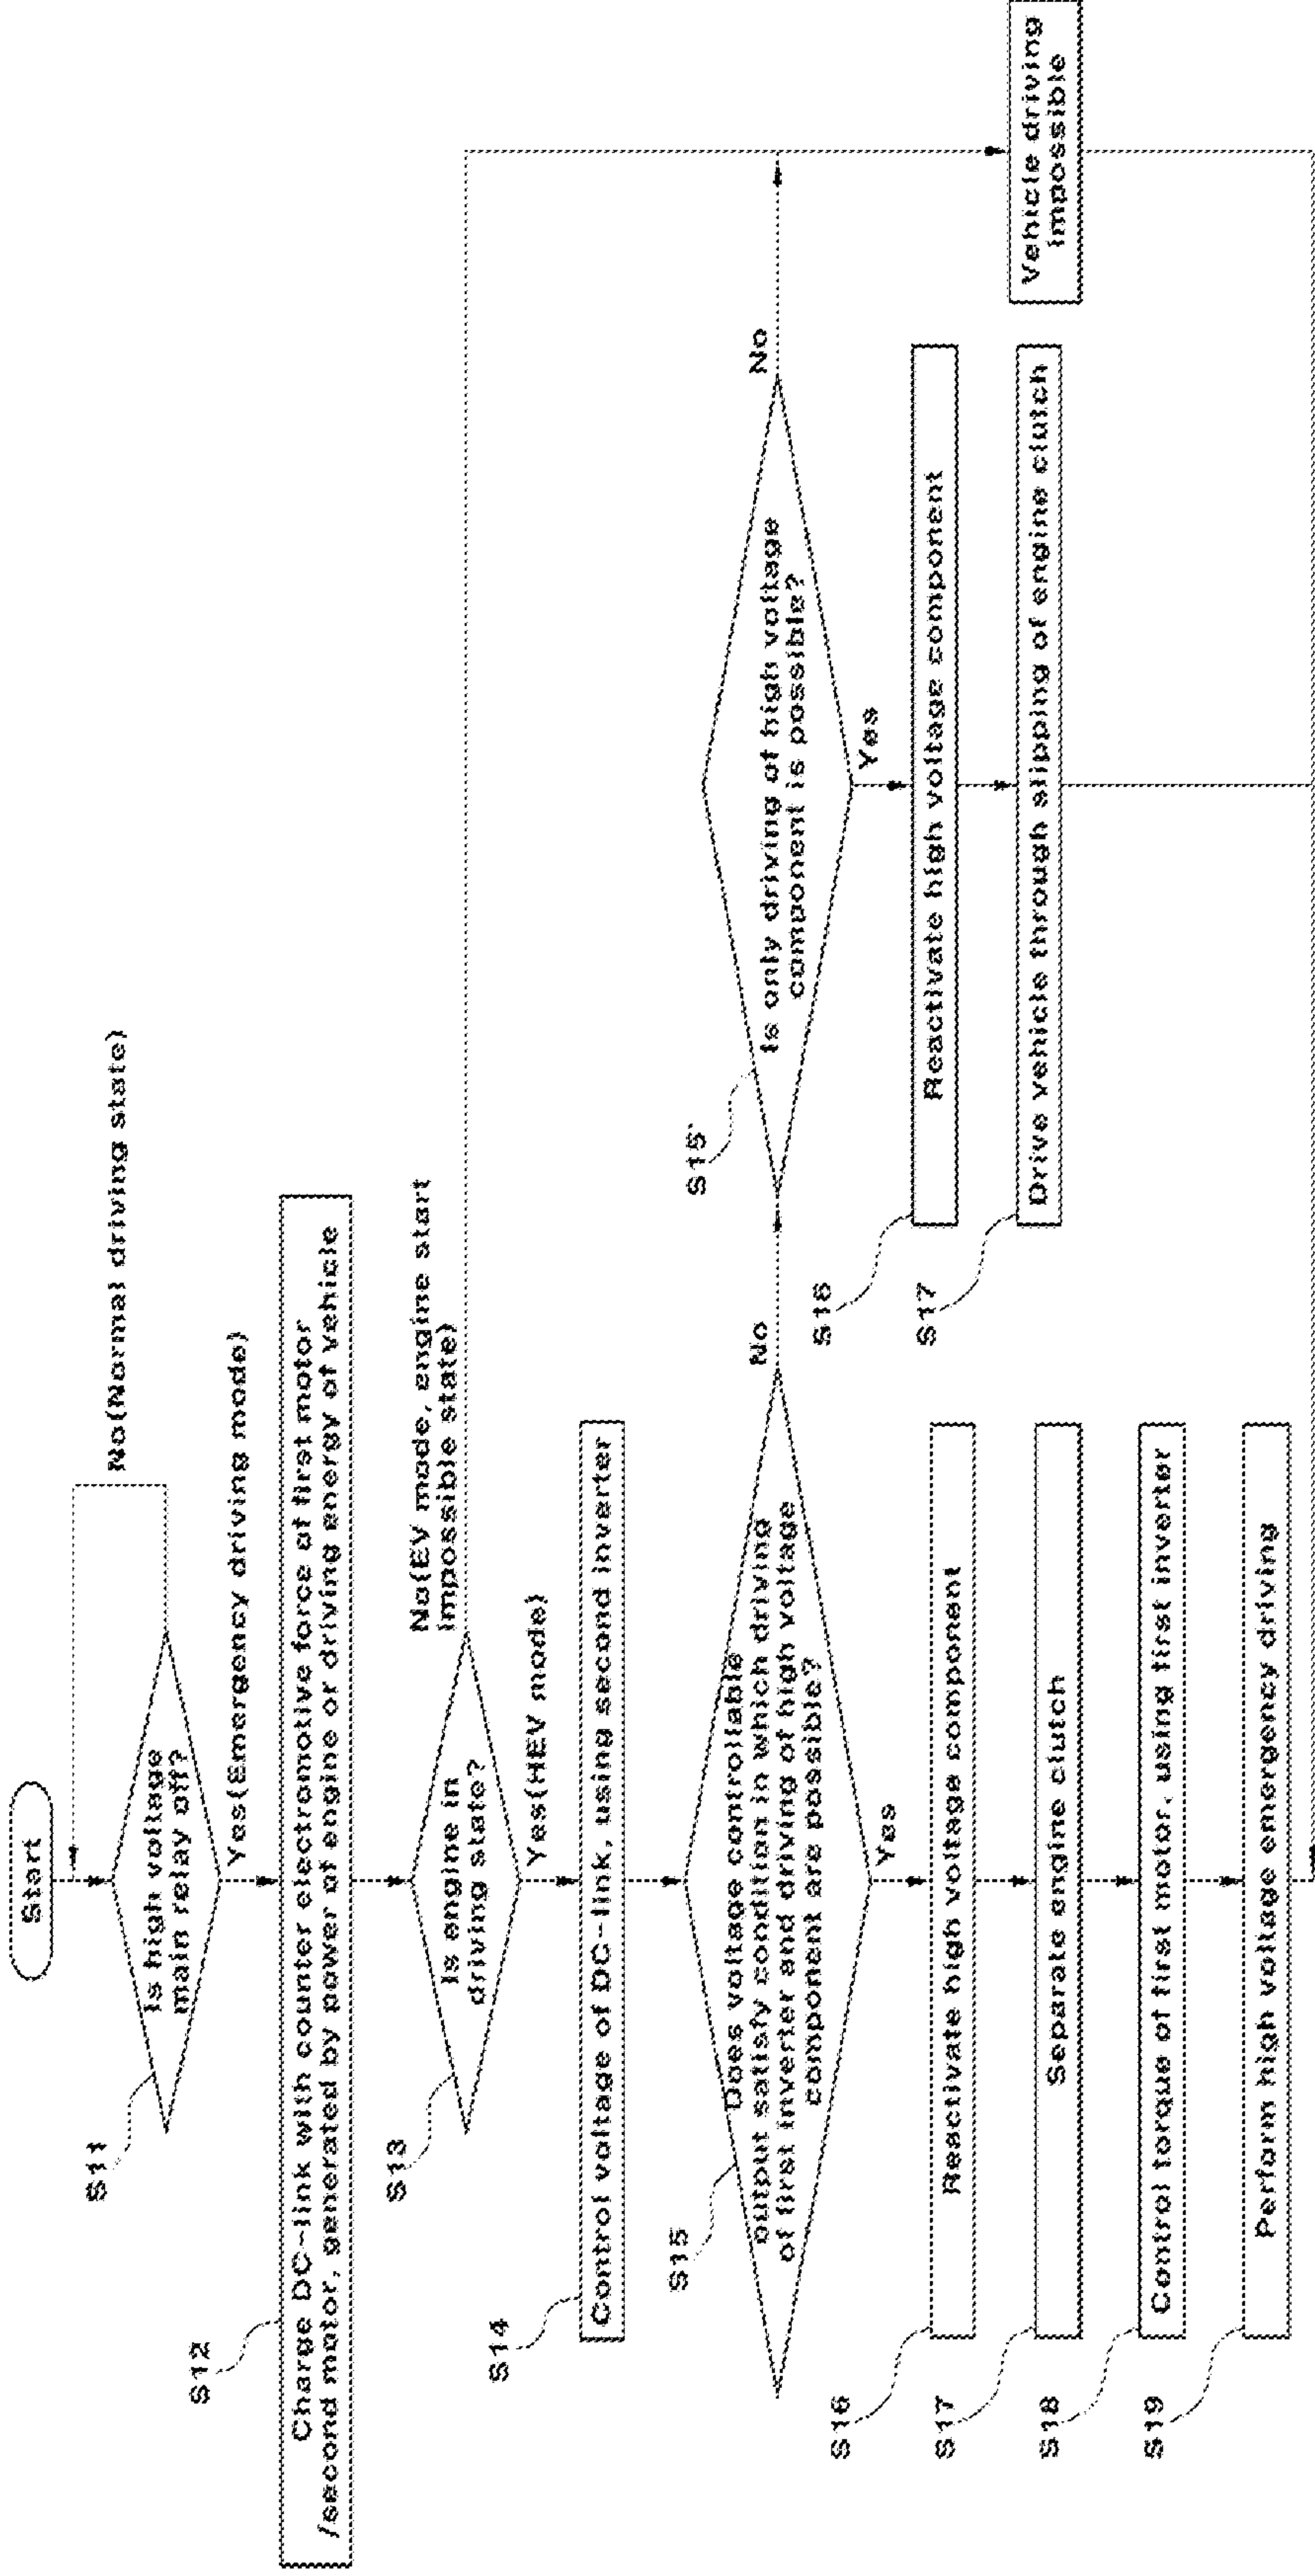 Start
No(Normal driving state)
S11
Is high voltage
main relay off?
Yes(Emergency driving mode)
S12
Charge DC-link with counter electromotive force of first motor
/second motor, generated by power of engine or driving energy of vehicle
S13
Is engine in
driving state?
No(EV mode, engine start
impossible state)
Yes(HEV mode)
S14
Control voltage of DC-link, using second inverter
S15
Does voltage controllable
output satisfy condition in which driving
of first inverter and driving of high voltage
component are possible?
No
Yes
S15'
Is only driving of high voltage
component is possible?
No
Yes
S16
Reactivate high voltage component
S17
Separate engine clutch
S18
Control torque of first motor, using first inverter
S19
Perform high voltage emergency driving
S16
Reactivate high voltage component
S17
Drive vehicle through slipping of engine clutch
Vehicle driving
impossible